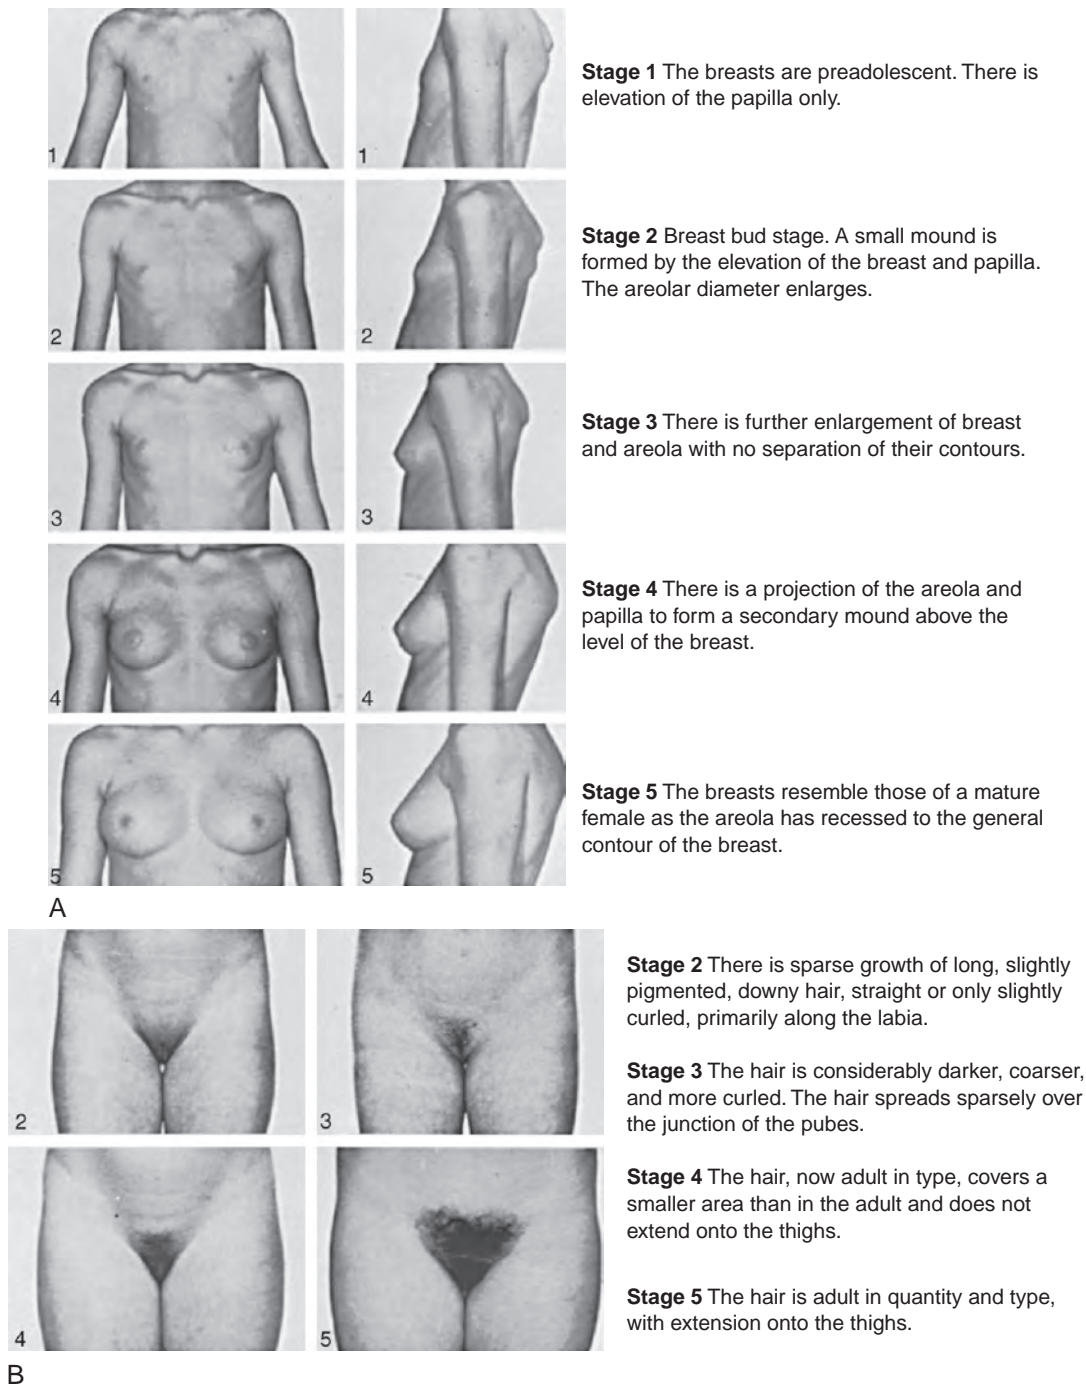 Stage 1 The breasts are preadolescent. There is
elevation of the papilla only.
1
1
Stage 2 Breast bud stage. A small mound is
formed by the elevation of the breast and papilla.
The areolar diameter enlarges.
2
2
Stage 3 There is further enlargement of breast
and areola with no separation of their contours.
3
3
Stage 4 There is a projection of the areola and
papilla to form a secondary mound above the
level of the breast.
4
4
Stage 5 The breasts resemble those of a mature
female as the areola has recessed to the general
contour of the breast.
5
5
A
Stage 2 There is sparse growth of long, slightly
pigmented, downy hair, straight or only slightly
curled, primarily along the labia.
2
3
Stage 3 The hair is considerably darker, coarser,
and more curled. The hair spreads sparsely over
the junction of the pubes.
Stage 4 The hair, now adult in type, covers a
smaller area than in the adult and does not
extend onto the thighs.
Stage 5 The hair is adult in quantity and type,
with extension onto the thighs.
4
5
B